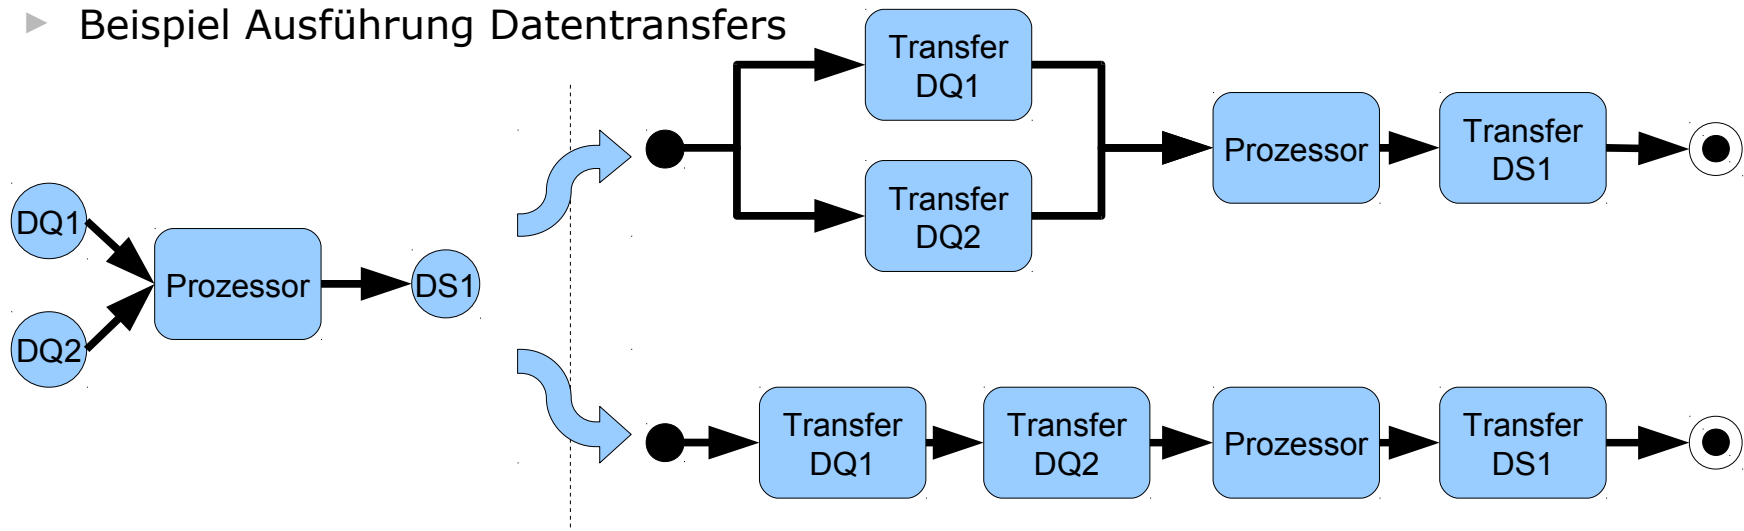 Beispiel Ausführung Datentransfers
DQ1
DQ2
Prozessor
DS1
Transfer
DQ1
Transfer
DQ2
Prozessor
Transfer
DS1
Transfer
DQ1
Transfer
DQ2
Prozessor
Transfer
DS1